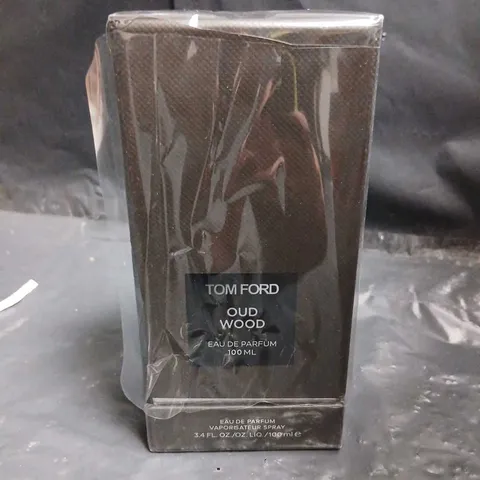 TOM FORD
OUD
WOOD
EAU DE PARFUM
100 ML
EAU DE PARFUM
VAPORISATEUR SPRAY
3.4 FL. OZ./OZ. LIQ. / 100 ml ℮